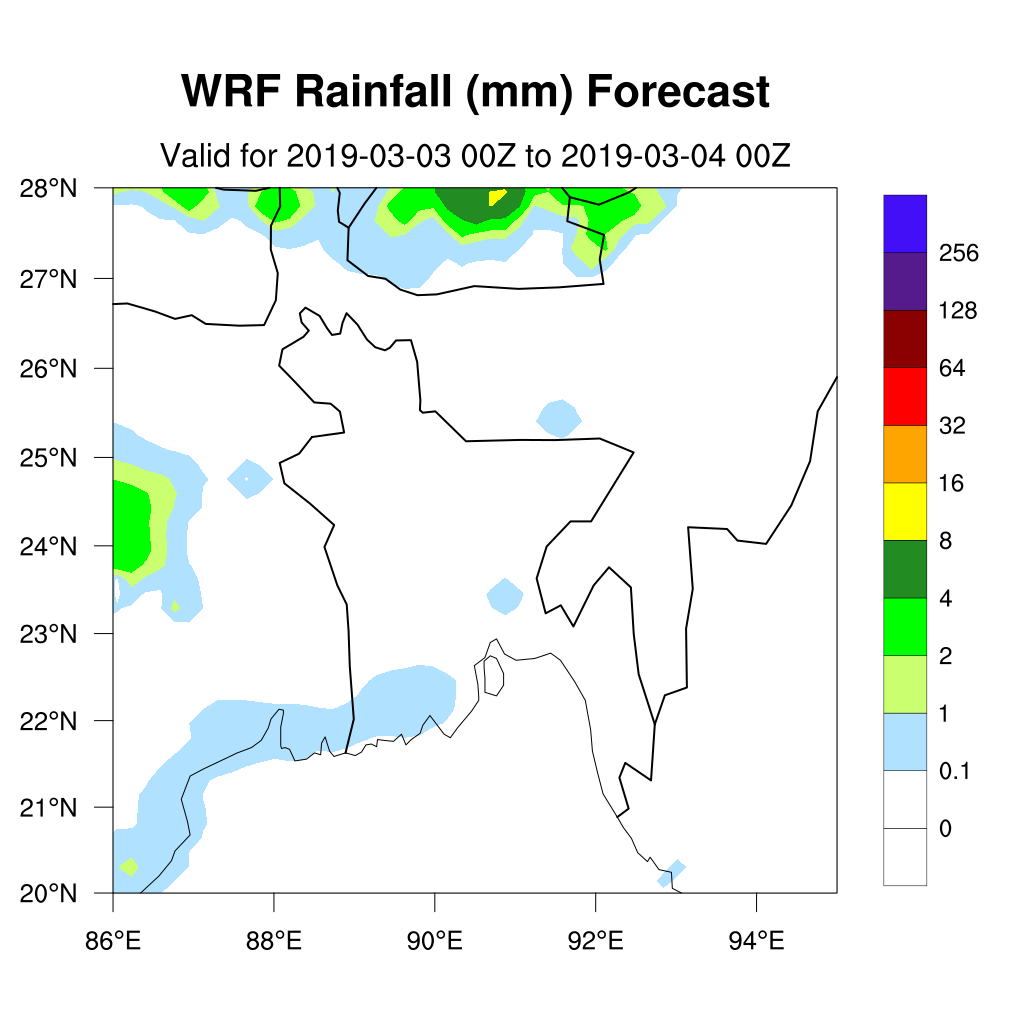 WRF Rainfall (mm) Forecast
Valid for 2019-03-03 00Z to 2019-03-04 00Z
28°N
27°N
26°N
25°N
24°N
23°N
22°N
21°N
20°N
86°E 88°E 90°E 92°E 94°E
256
128
64
32
16
8
4
2
1
0.1
0